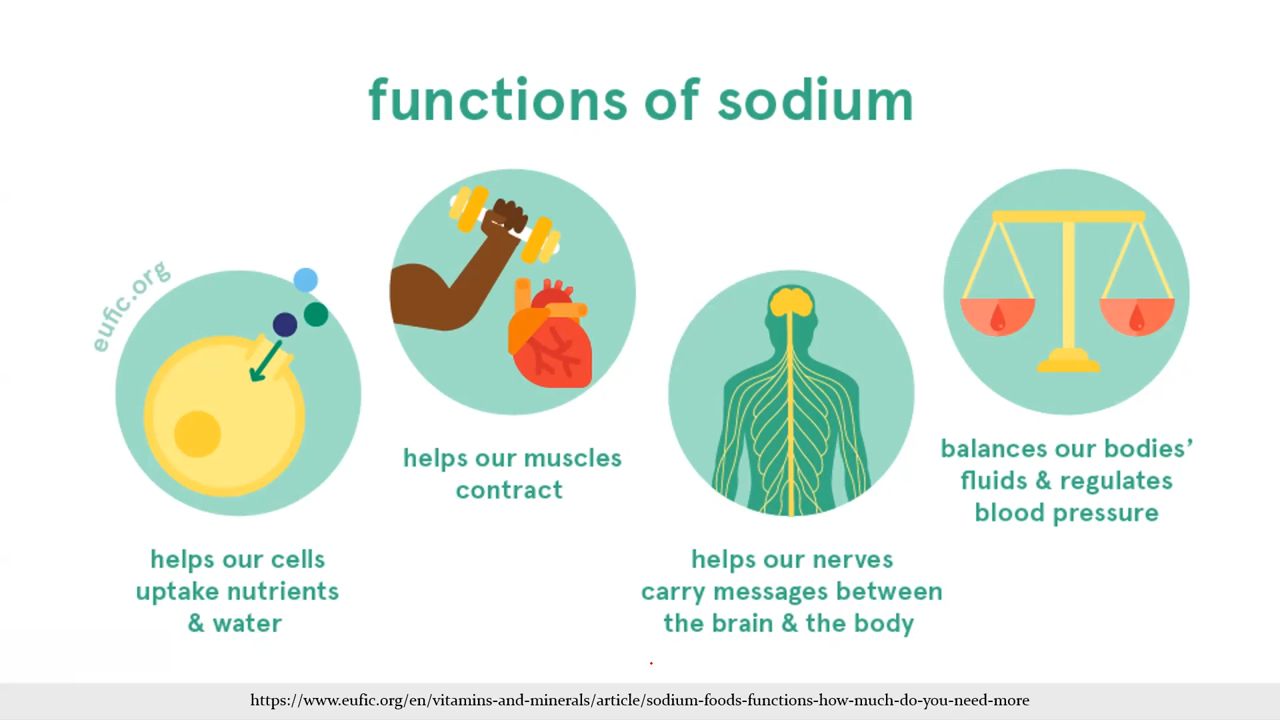 functions of sodium
eufic.org
helps our cells
uptake nutrients
& water
helps our muscles
contract
helps our nerves
carry messages between
the brain & the body
balances our bodies’
fluids & regulates
blood pressure
https://www.eufic.org/en/vitamins-and-minerals/article/sodium-foods-functions-how-much-do-you-need-more